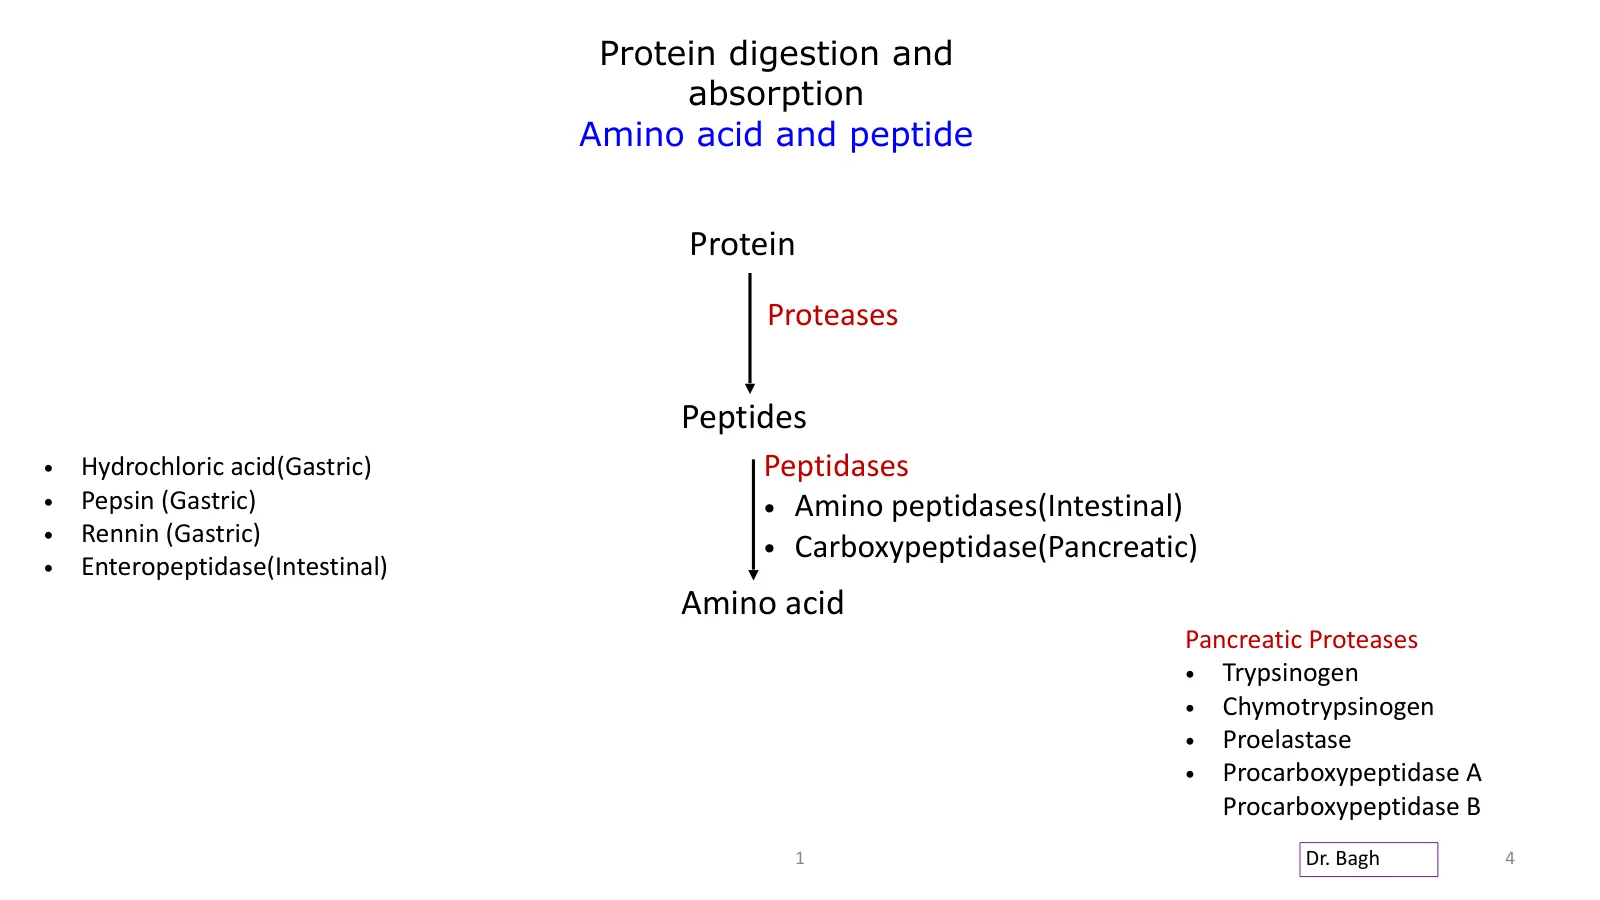 Protein digestion and
absorption
Amino acid and peptide
Protein
Proteases
Peptides
• Hydrochloric acid(Gastric)
• Pepsin (Gastric)
• Rennin (Gastric)
• Enteropeptidase(Intestinal)
Peptidases
• Amino peptidases(Intestinal)
• Carboxypeptidase(Pancreatic)
Amino acid
Pancreatic Proteases
• Trypsinogen
• Chymotrypsinogen
• Proelastase
• Procarboxypeptidase A
Procarboxypeptidase B
1
Dr. Bagh
4